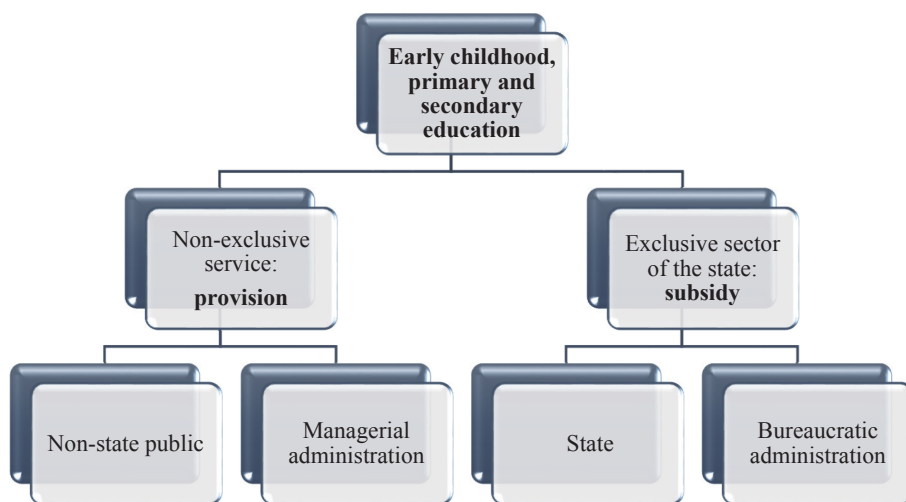 Early childhood,
primary and
secondary
education
Non-exclusive
service:
provision
Exclusive sector
of the state:
subsidy
Non-state public
Managerial
administration
State
Bureaucratic
administration